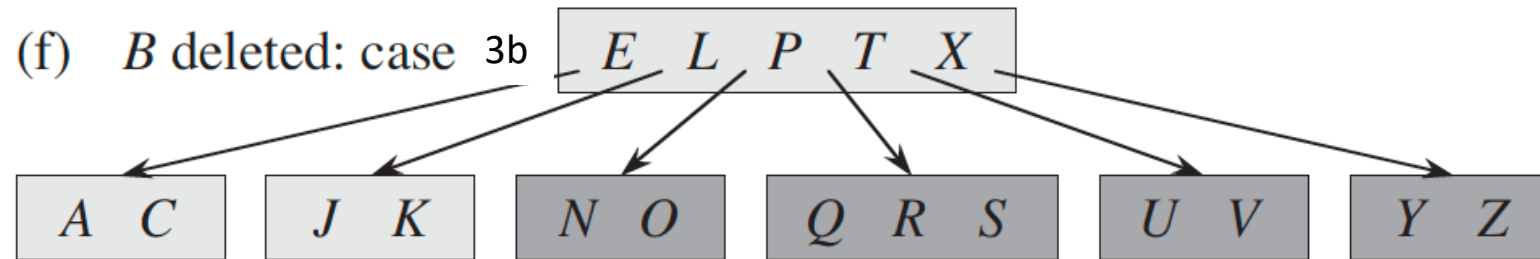 (f) B deleted: case 3b E L P T X
A C J K N O Q R S U V Y Z